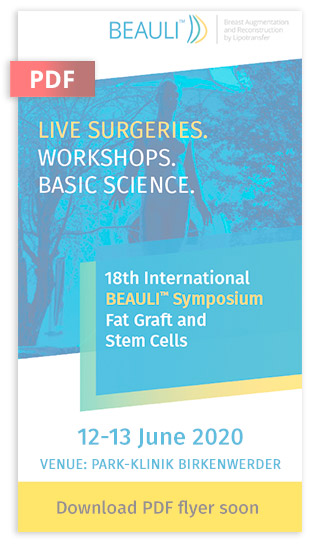 BEAULI™
Breast Augmentation
and Reconstruction
by Lipotransfer
PDF
LIVE SURGERIES.
WORKSHOPS.
BASIC SCIENCE.
18th International
BEAULI™ Symposium
Fat Graft and
Stem Cells
12-13 June 2020
VENUE: PARK-KLINIK BIRKENWERDER
Download PDF flyer soon